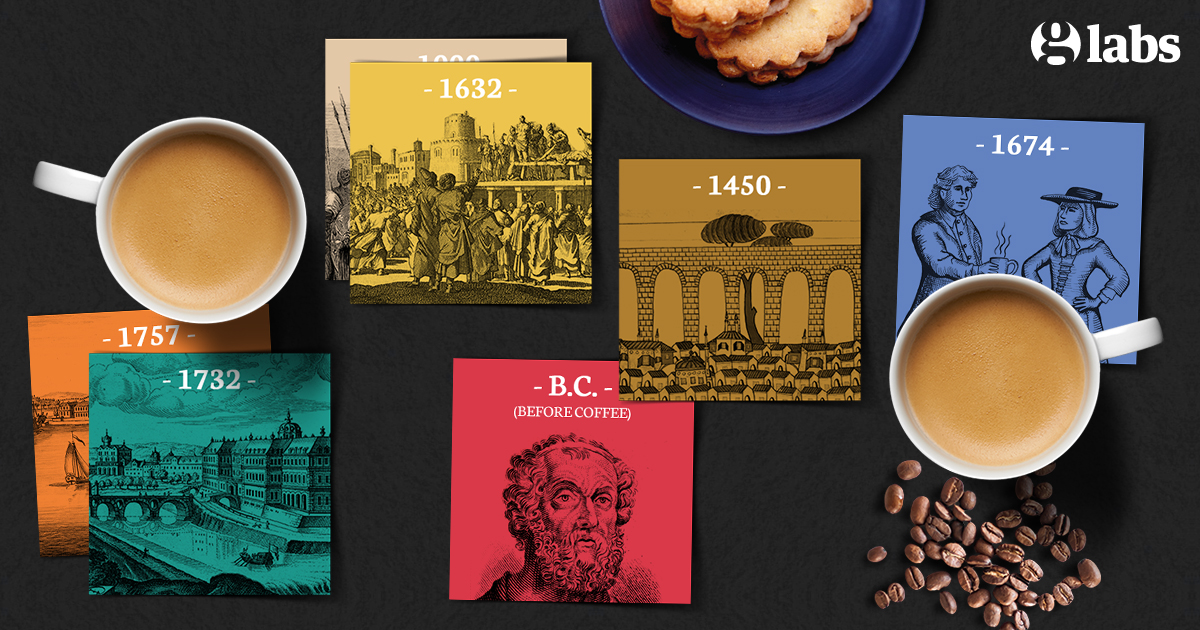 g labs
- 1632 -
- 1450 -
- 1674 -
- 1757 -
- 1732 -
- B.C. -
(BEFORE COFFEE)